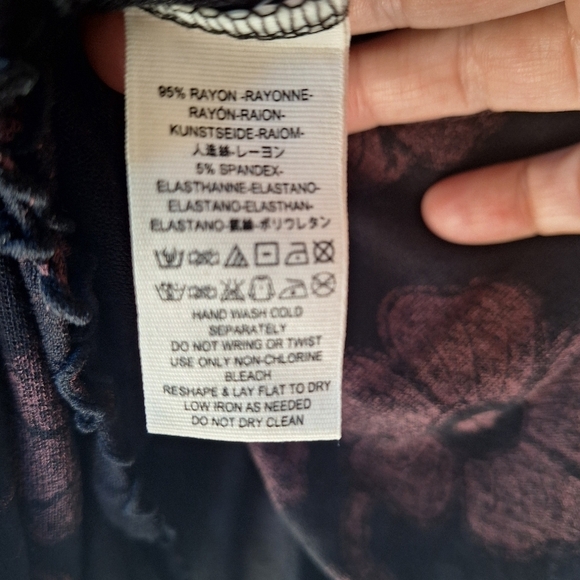 95% RAYON -RAYONNE-
RAYÓN-RAION-
KUNSTSEIDE-RAIOM-
人造絲-レーヨン
5% SPANDEX-
ELASTHANNE-ELASTANO-
ELASTANO-ELASTHAN-
ELASTANO-氨絲-ポリウレタン
HAND WASH COLD
SEPARATELY
DO NOT WRING OR TWIST
USE ONLY NON-CHLORINE
BLEACH
RESHAPE & LAY FLAT TO DRY
LOW IRON AS NEEDED
DO NOT DRY CLEAN